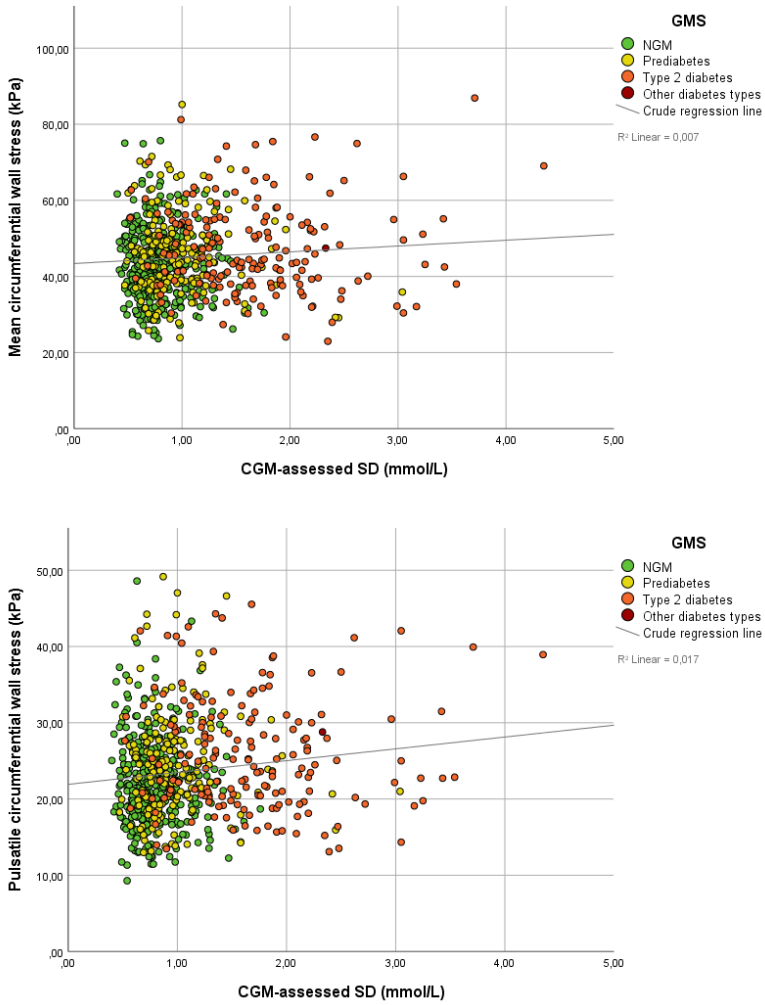 GMS
NGM
Prediabetes
Type 2 diabetes
Other diabetes types
Crude regression line
R² Linear = 0,007
Mean circumferential wall stress (kPa)
100,00
80,00
60,00
40,00
20,00
,00
,00 1,00 2,00 3,00 4,00 5,00
CGM-assessed SD (mmol/L)
GMS
NGM
Prediabetes
Type 2 diabetes
Other diabetes types
Crude regression line
R² Linear = 0,017
Pulsatile circumferential wall stress (kPa)
50,00
40,00
30,00
20,00
10,00
,00
,00 1,00 2,00 3,00 4,00 5,00
CGM-assessed SD (mmol/L)